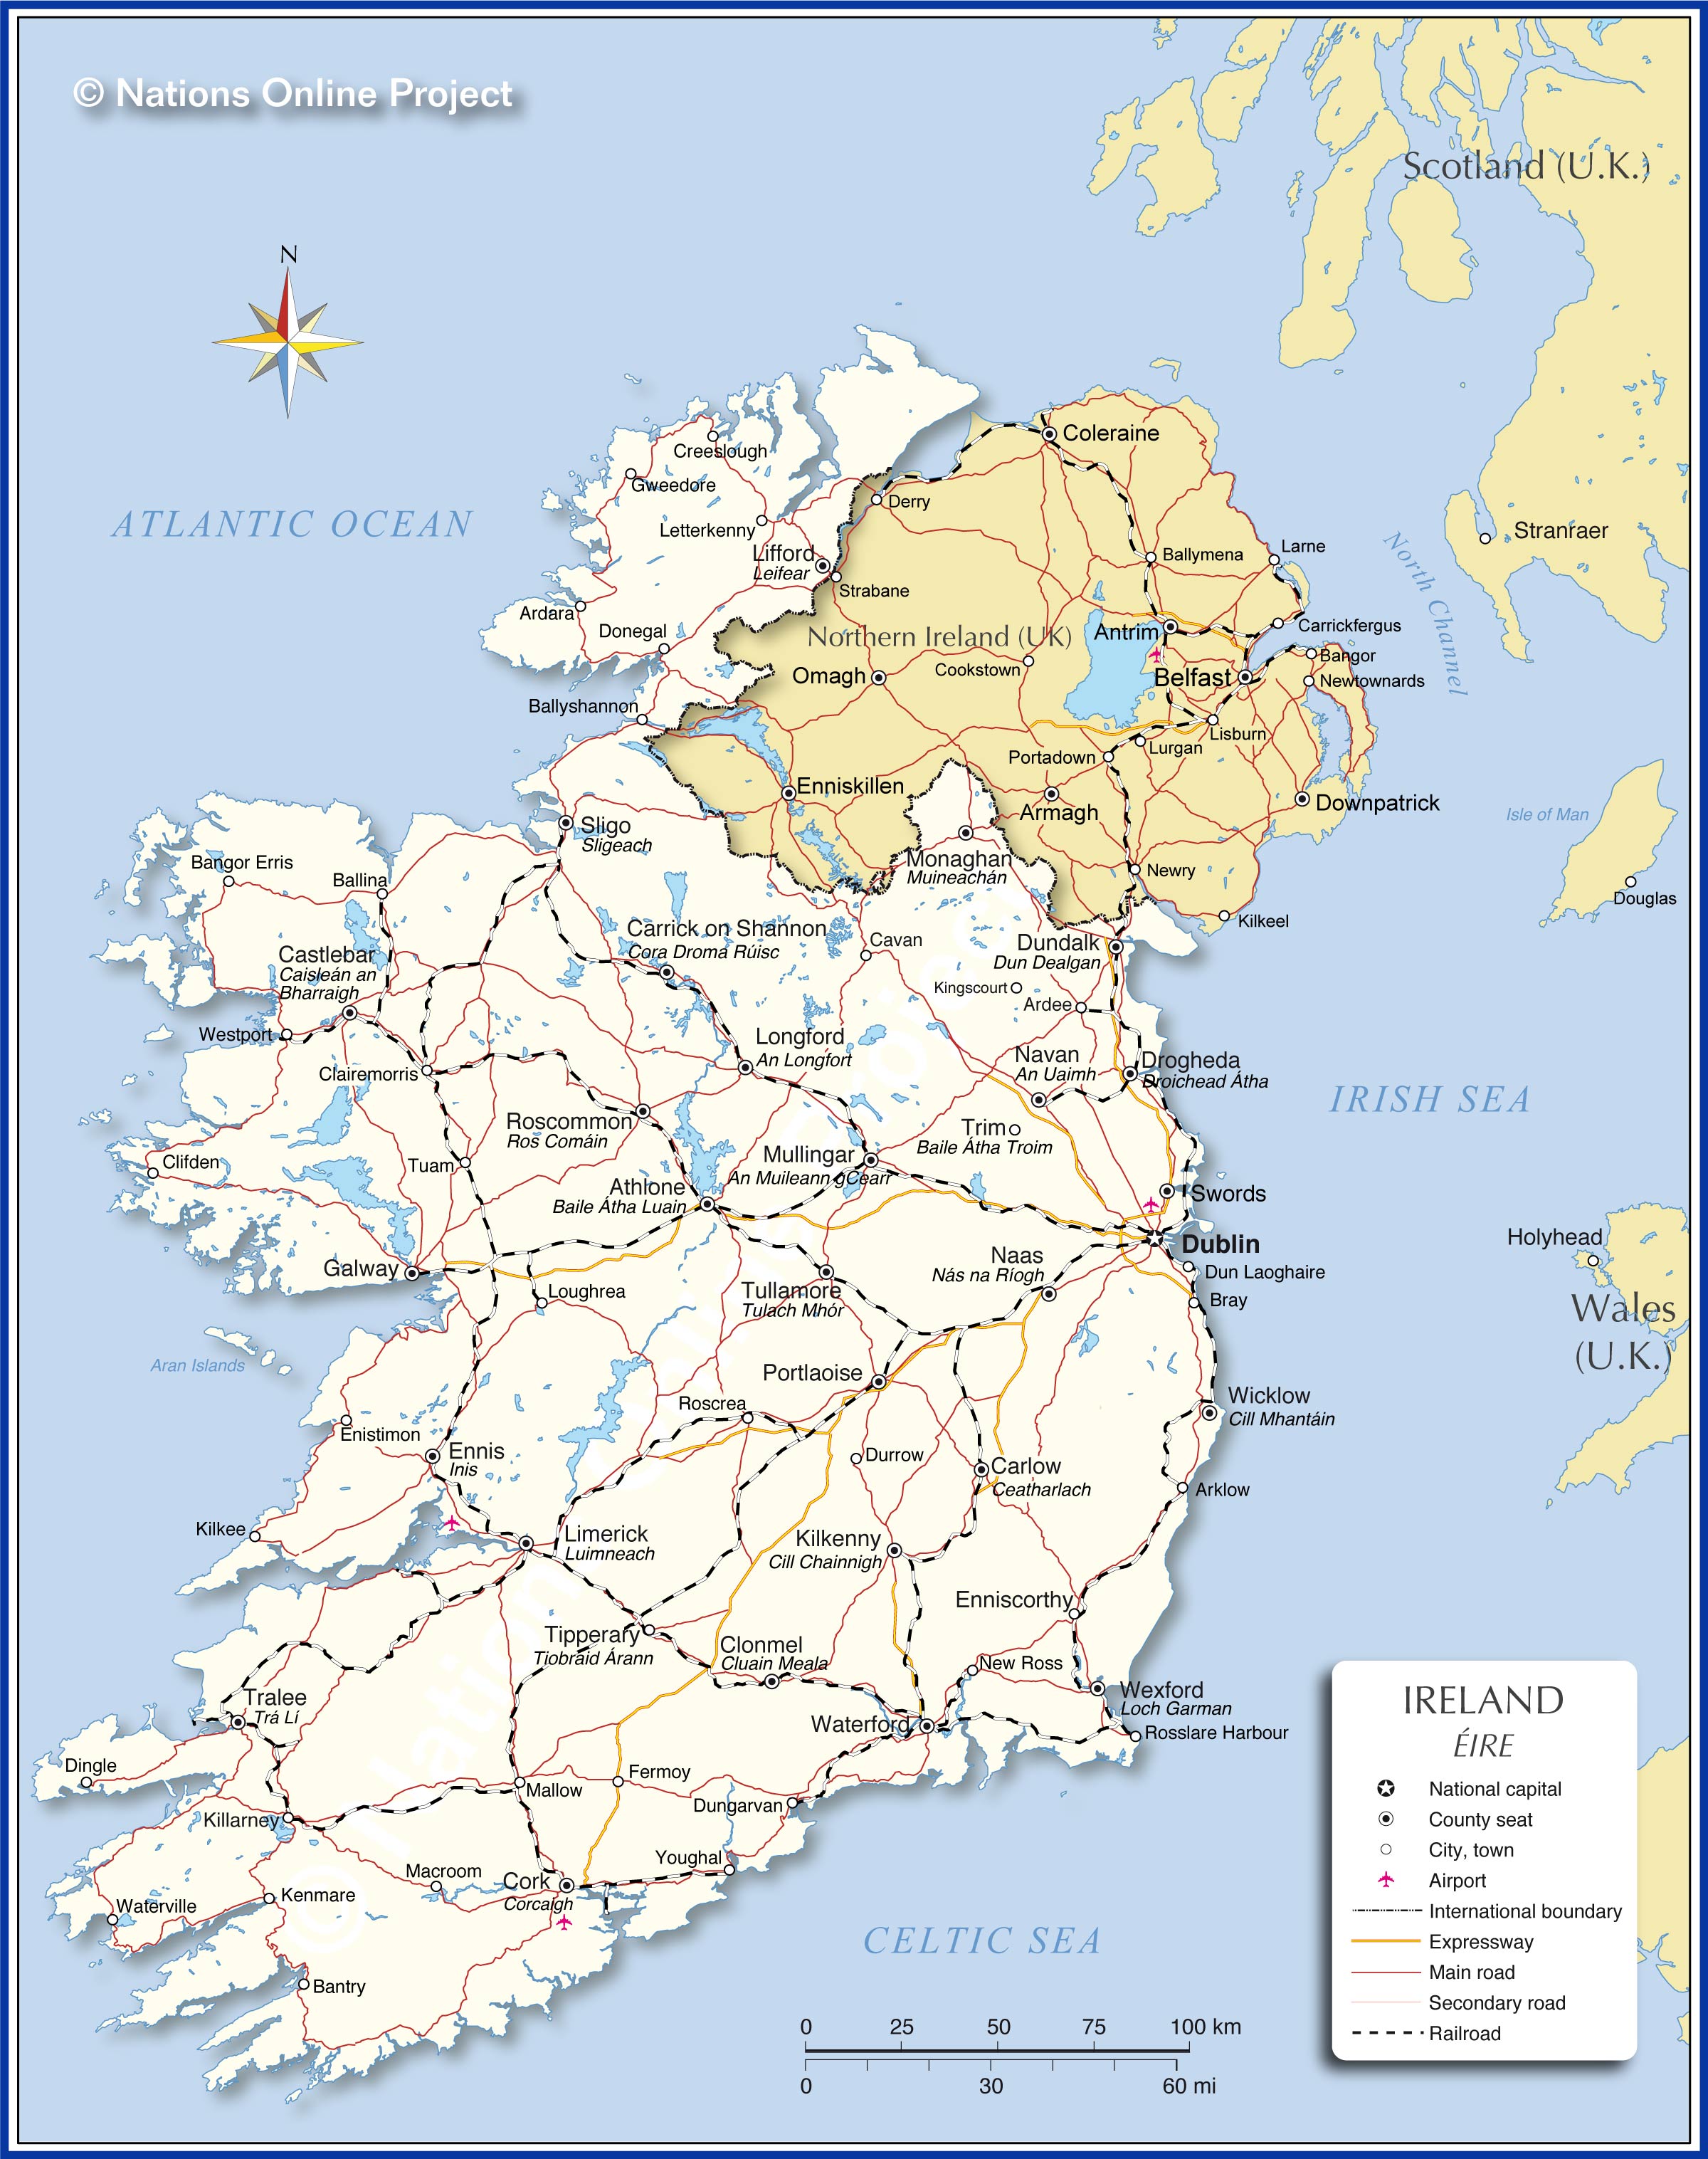 © Nations Online Project
Scotland (U.K.)
N
ATLANTIC OCEAN
North Channel
Stranraer
Creeslough
Gweedore
Letterkenny
Lifford
Leifear
Ardara
Donegal
Ballyshannon
Coleraine
Derry
Strabane
Ballymena
Larne
Northern Ireland (UK)
Antrim
Carrickfergus
Bangor
Newtownards
Cookstown
Omagh
Belfast
Lisburn
Lurgan
Portadown
Enniskillen
Armagh
Downpatrick
Isle of Man
Douglas
Sligo
Sligeach
Monaghan
Muineachán
Newry
Kilkeel
Bangor Erris
Ballina
Castlebar
Caisleán an
Bharraigh
Westport
Carrick on Shannon
Cora Droma Rúisc
Cavan
Dundalk
Dun Dealgan
Kingscourt
Ardee
Longford
An Longfort
Navan
An Uaimh
Drogheda
Droichead Átha
IRISH SEA
Clairemorris
Roscommon
Ros Comáin
Trim
Baile Átha Troim
Clifden
Tuam
Mullingar
An Muileann gCearr
Athlone
Baile Átha Luain
Swords
Dublin
Holyhead
Galway
Loughrea
Tullamore
Tulach Mhór
Naas
Nás na Ríogh
Dun Laoghaire
Bray
Wales
(U.K.)
Aran Islands
Portlaoise
Roscrea
Wicklow
Cill Mhantáin
Enistimon
Ennis
Inis
Durrow
Carlow
Ceatharlach
Arklow
Kilkee
Limerick
Luimneach
Kilkenny
Cill Chainnigh
Enniscorthy
Tipperary
Tiobraid Árann
Clonmel
Cluain Meala
New Ross
Wexford
Loch Garman
Rosslare Harbour
Waterford
Tralee
Trá Lí
Dingle
Killarney
Mallow
Fermoy
Dungarvan
Youghal
Macroom
Cork
Corcaigh
Kenmare
Waterville
Bantry
CELTIC SEA
0 25 50 75 100 km
0 30 60 mi
IRELAND
ÉIRE
National capital
County seat
City, town
Airport
International boundary
Expressway
Main road
Secondary road
Railroad